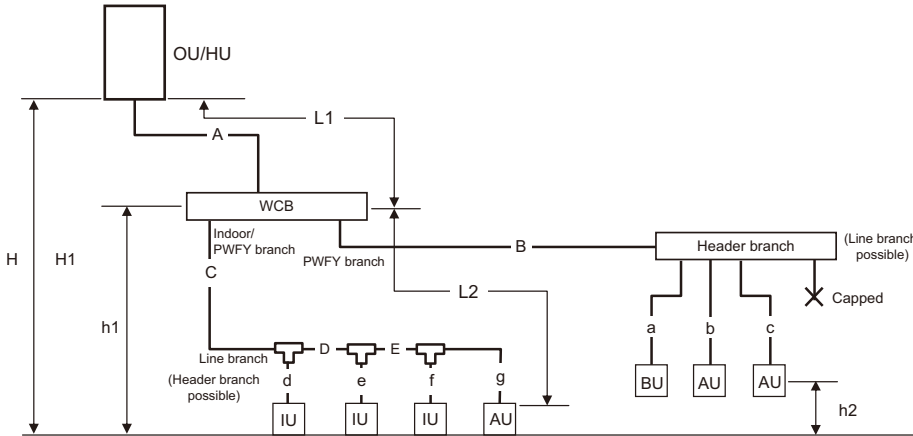 OU/HU
L1
A
WCB
Indoor/
PWFY branch
PWFY branch
B
Header branch
(Line branch
possible)
H
H1
C
L2
Capped
h1
a
b
c
Line branch
D
E
(Header branch
possible)
d
e
f
g
BU
AU
AU
IU
IU
IU
AU
h2